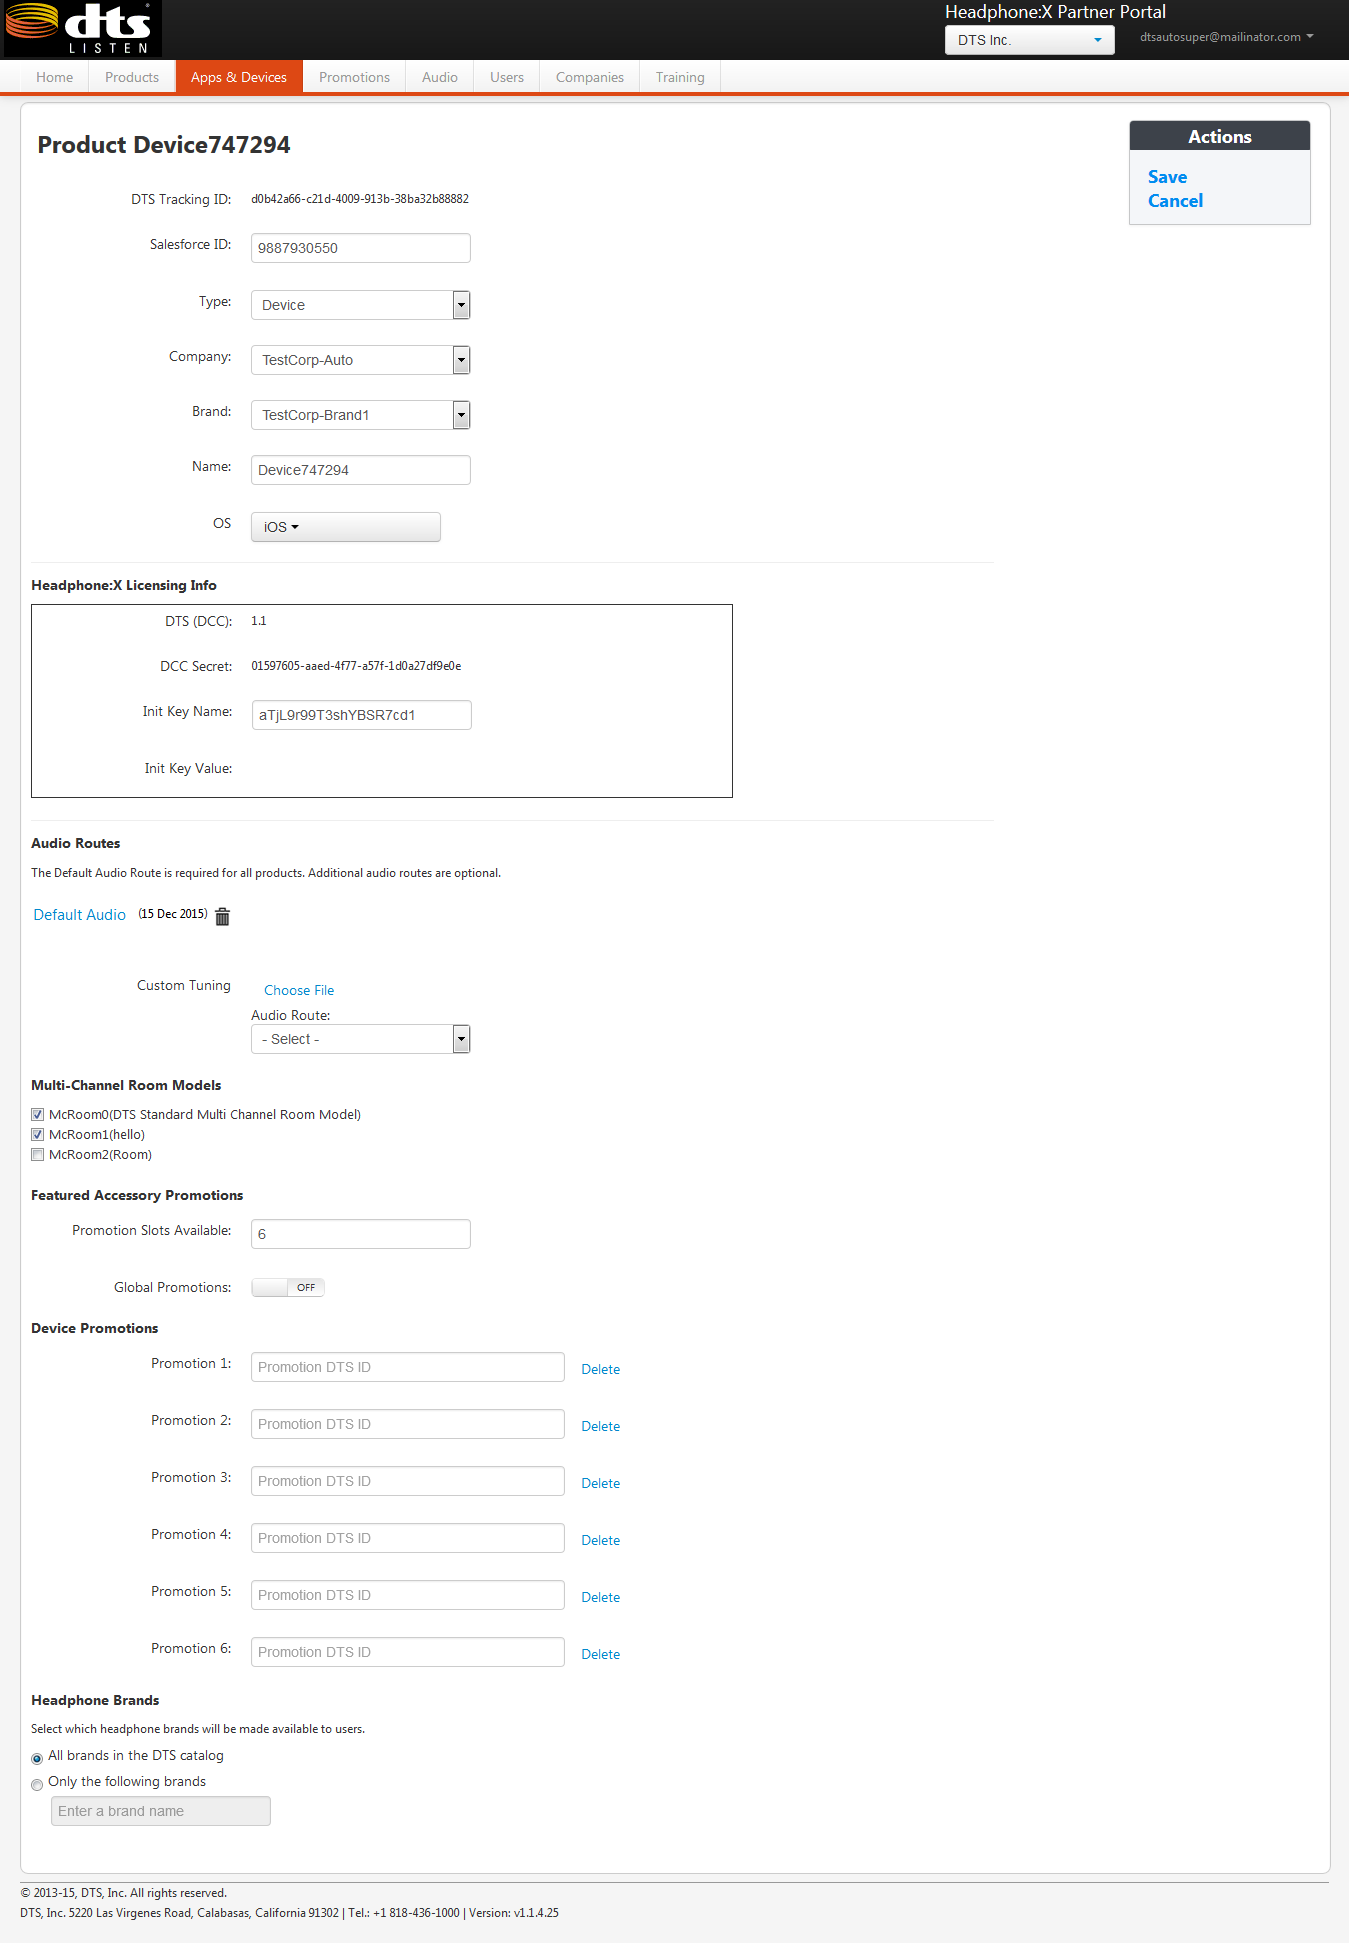 dts
LISTEN
Headphone:X Partner Portal
DTS Inc.
dtsautosuper@mailinator.com
Home Products Apps & Devices Promotions Audio Users Companies Training
Product Device747294
Actions
Save
Cancel
DTS Tracking ID: d0b42a66-c21d-4009-913b-38ba32b88882
Salesforce ID: 9887930550
Type: Device
Company: TestCorp-Auto
Brand: TestCorp-Brand1
Name: Device747294
OS iOS
Headphone:X Licensing Info
DTS (DCC): 1.1
DCC Secret: 01597605-aaed-4f77-a57f-1d0a27df9e0e
Init Key Name: aTjL9r99T3shYBSR7cd1
Init Key Value:
Audio Routes
The Default Audio Route is required for all products. Additional audio routes are optional.
Default Audio (15 Dec 2015)
Custom Tuning Choose File
Audio Route:
- Select -
Multi-Channel Room Models
McRoom0(DTS Standard Multi Channel Room Model)
McRoom1(hello)
McRoom2(Room)
Featured Accessory Promotions
Promotion Slots Available: 6
Global Promotions: OFF
Device Promotions
Promotion 1: Promotion DTS ID Delete
Promotion 2: Promotion DTS ID Delete
Promotion 3: Promotion DTS ID Delete
Promotion 4: Promotion DTS ID Delete
Promotion 5: Promotion DTS ID Delete
Promotion 6: Promotion DTS ID Delete
Headphone Brands
Select which headphone brands will be made available to users.
All brands in the DTS catalog
Only the following brands
Enter a brand name
© 2013-15, DTS, Inc. All rights reserved.
DTS, Inc. 5220 Las Virgenes Road, Calabasas, California 91302 | Tel.: +1 818-436-1000 | Version: v1.1.4.25